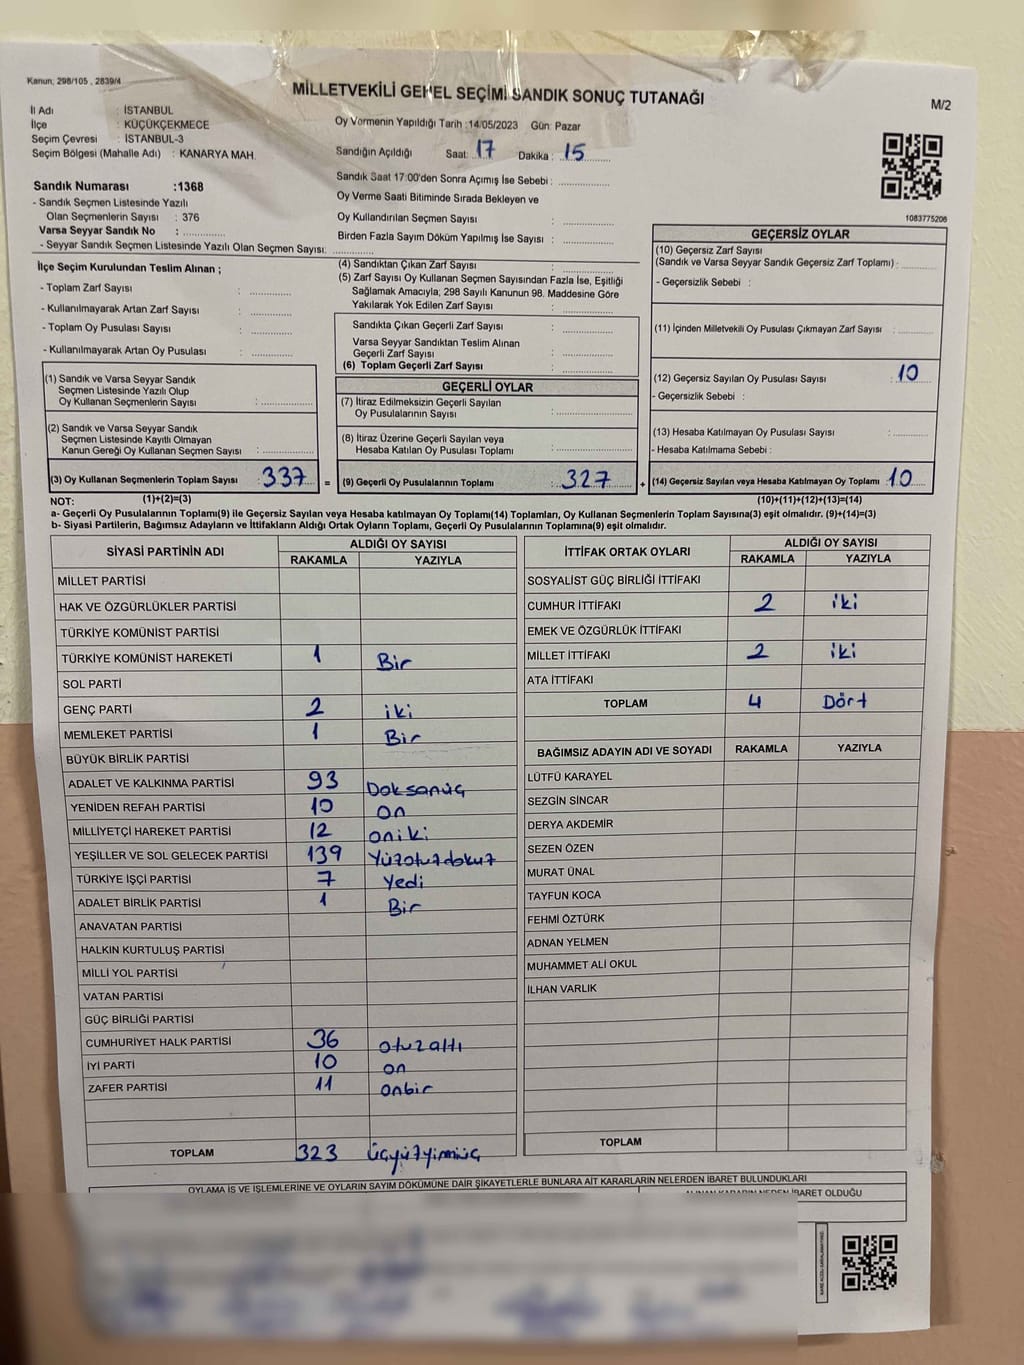 Kanun; 298/105 , 2839/4
MİLLETVEKİLİ GENEL SEÇİMİ SANDIK SONUÇ TUTANAĞI
M/2
İl Adı : İSTANBUL
İlçe : KÜÇÜKÇEKMECE
Seçim Çevresi : İSTANBUL-3
Seçim Bölgesi (Mahalle Adı) : KANARYA MAH.
Sandık Numarası :1368
- Sandık Seçmen Listesinde Yazılı
Olan Seçmenlerin Sayısı : 376
Varsa Seyyar Sandık No :
- Seyyar Sandık Seçmen Listesinde Yazılı Olan Seçmen Sayısı:
Oy Vermenin Yapıldığı Tarih :14/05/2023 Gün: Pazar
Sandığın Açıldığı Saat: 17 Dakika : 15
Sandık Saat 17:00'den Sonra Açımış İse Sebebi :
Oy Verme Saati Bitiminde Sırada Bekleyen ve
Oy Kullandırılan Seçmen Sayısı :
Birden Fazla Sayım Döküm Yapılmış İse Sayısı :
1083775206
İlçe Seçim Kurulundan Teslim Alınan ;
- Toplam Zarf Sayısı :
- Kullanılmayarak Artan Zarf Sayısı :
- Toplam Oy Pusulası Sayısı :
- Kullanılmayarak Artan Oy Pusulası :
(1) Sandık ve Varsa Seyyar Sandık
Seçmen Listesinde Yazılı Olup
Oy Kullanan Seçmenlerin Sayısı :
(2) Sandık ve Varsa Seyyar Sandık
Seçmen Listesinde Kayıtlı Olmayan
Kanun Gereği Oy Kullanan Seçmen Sayısı :
(3) Oy Kullanan Seçmenlerin Toplam Sayısı : 337
(1)+(2)=(3)
(4) Sandıktan Çıkan Zarf Sayısı :
(5) Zarf Sayısı Oy Kullanan Seçmen Sayısından Fazla İse, Eşitliği
Sağlamak Amacıyla; 298 Sayılı Kanunun 98. Maddesine Göre
Yakılarak Yok Edilen Zarf Sayısı :
Sandıkta Çıkan Geçerli Zarf Sayısı :
Varsa Seyyar Sandıktan Teslim Alınan
Geçerli Zarf Sayısı :
(6) Toplam Geçerli Zarf Sayısı :
GEÇERLİ OYLAR
(7) İtiraz Edilmeksizin Geçerli Sayılan
Oy Pusulalarının Sayısı :
(8) İtiraz Üzerine Geçerli Sayılan veya
Hesaba Katılan Oy Pusulası Toplamı :
= (9) Geçerli Oy Pusulalarının Toplamı : 327 +
GEÇERSİZ OYLAR
(10) Geçersiz Zarf Sayısı
(Sandık ve Varsa Seyyar Sandık Geçersiz Zarf Toplamı) :
- Geçersizlik Sebebi :
(11) İçinden Milletvekili Oy Pusulası Çıkmayan Zarf Sayısı :
(12) Geçersiz Sayılan Oy Pusulası Sayısı : 10
- Geçersizlik Sebebi :
(13) Hesaba Katılmayan Oy Pusulası Sayısı :
- Hesaba Katılmama Sebebi :
(14) Geçersiz Sayılan veya Hesaba Katılmayan Oy Toplamı : 10
(10)+(11)+(12)+(13)=(14)
NOT:
a- Geçerli Oy Pusulası Toplamı(9) ile Geçersiz Sayılan veya Hesaba katılmayan Oy Toplamı(14) Toplamları, Oy Kullanan Seçmenlerin Toplam Sayısına(3) eşit olmalıdır. (9)+(14)=(3)
b- Siyasi Partilerin, Bağımsız Adayların ve İttifakların Aldığı Ortak Oyların Toplamı, Geçerli Oy Pusulalarının Toplamına(9) eşit olmalıdır.
SİYASİ PARTİNİN ADI ALDIĞI OY SAYISI
RAKAMLA YAZIYLA
MİLLET PARTİSİ
HAK VE ÖZGÜRLÜKLER PARTİSİ
TÜRKİYE KOMÜNİST PARTİSİ
TÜRKİYE KOMÜNİST HAREKETİ 1 Bir
SOL PARTİ
GENÇ PARTİ 2 iki
MEMLEKET PARTİSİ 1 Bir
BÜYÜK BİRLİK PARTİSİ
ADALET VE KALKINMA PARTİSİ 93 Doksanüç
YENİDEN REFAH PARTİSİ 10 on
MİLLİYETÇİ HAREKET PARTİSİ 12 oniki
YEŞİLLER VE SOL GELECEK PARTİSİ 139 Yüzotuzdokuz
TÜRKİYE İŞÇİ PARTİSİ 7 Yedi
ADALET BİRLİK PARTİSİ 1 Bir
ANAVATAN PARTİSİ
HALKIN KURTULUŞ PARTİSİ
MİLLİ YOL PARTİSİ
VATAN PARTİSİ
GÜÇ BİRLİĞİ PARTİSİ
CUMHURİYET HALK PARTİSİ 36 otuzaltı
İYİ PARTİ 10 on
ZAFER PARTİSİ 11 onbir
TOPLAM 323 üçyüzyirmiüç
İTTİFAK ORTAK OYLARI ALDIĞI OY SAYISI
RAKAMLA YAZIYLA
SOSYALİST GÜÇ BİRLİĞİ İTTİFAKI
CUMHUR İTTİFAKI 2 iki
EMEK VE ÖZGÜRLÜK İTTİFAKI
MİLLET İTTİFAKI 2 iki
ATA İTTİFAKI
TOPLAM 4 Dört
BAĞIMSIZ ADAYIN ADI VE SOYADI RAKAMLA YAZIYLA
LÜTFÜ KARAYEL
SEZGİN SİNCAR
DERYA AKDEMİR
SEZEN ÖZEN
MURAT ÜNAL
TAYFUN KOCA
FEHMİ ÖZTÜRK
ADNAN YELMEN
MUHAMMET ALİ OKUL
İLHAN VARLIK
TOPLAM
OYLAMA İŞ VE İŞLEMLERİNE VE OYLARIN SAYIM DÖKÜMÜNE DAİR ŞİKAYETLERLE BUNLARA AİT KARARLARIN NELERDEN İBARET BULUNDUKLARI
ALINAN KARARIN NEDEN İBARET OLDUĞU